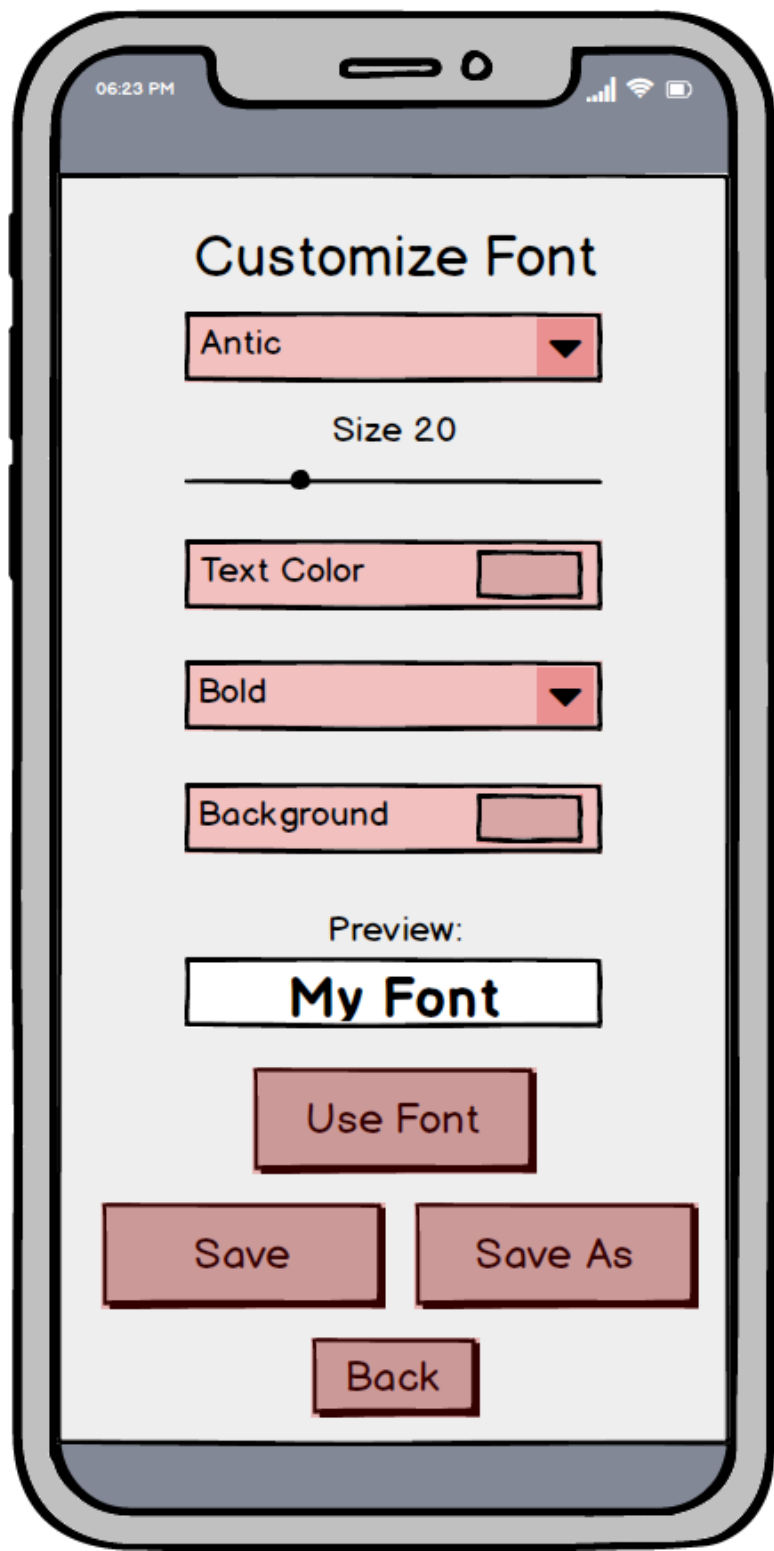 06:23 PM
Customize Font
Antic
Size 20
Text Color
Bold
Background
Preview:
My Font
Use Font
Save
Save As
Back